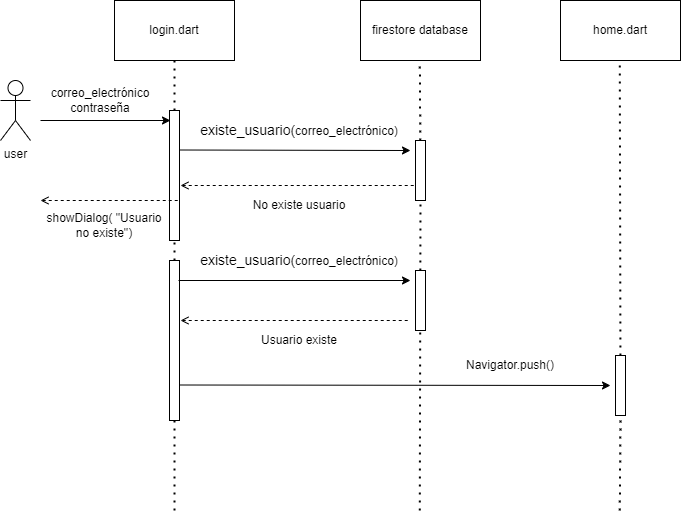 login.dart
firestore database
home.dart
correo_electrónico
contraseña
user
existe_usuario(correo_electrónico)
No existe usuario
showDialog( "Usuario
no existe")
existe_usuario(correo_electrónico)
Usuario existe
Navigator.push()